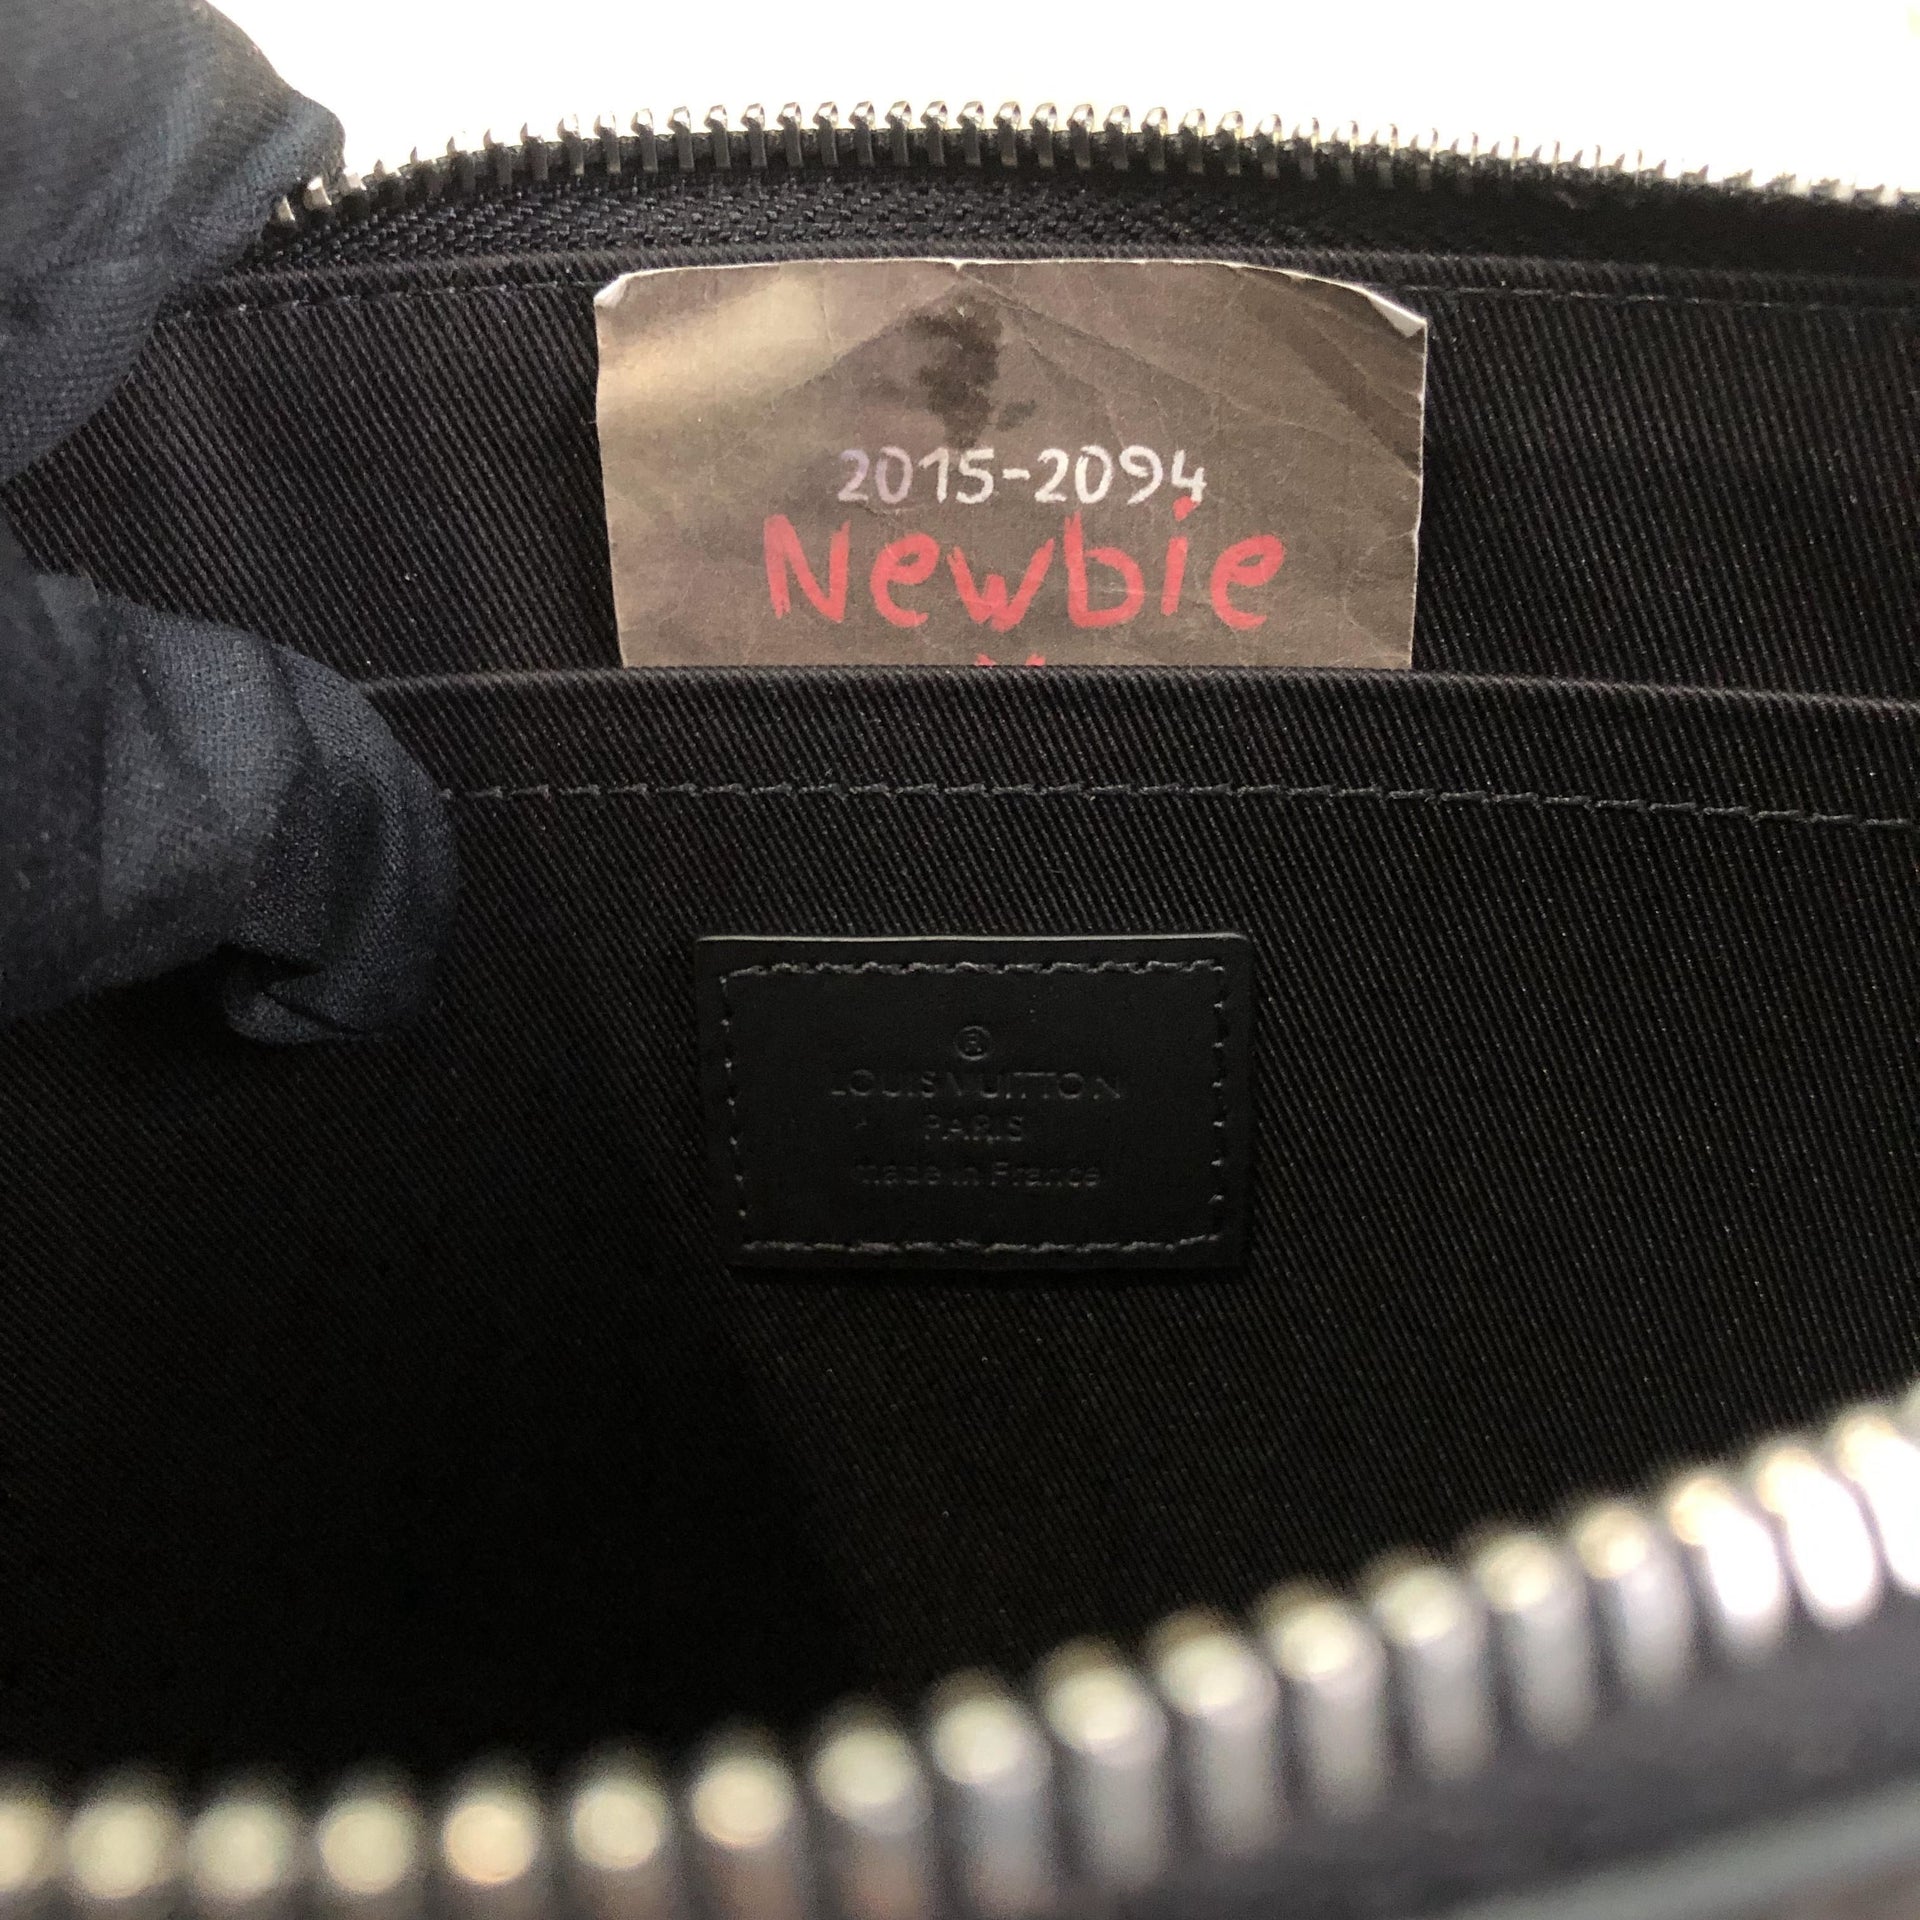 2015-2094
Newbie
®
LOUIS VUITTON
PARIS
made in France